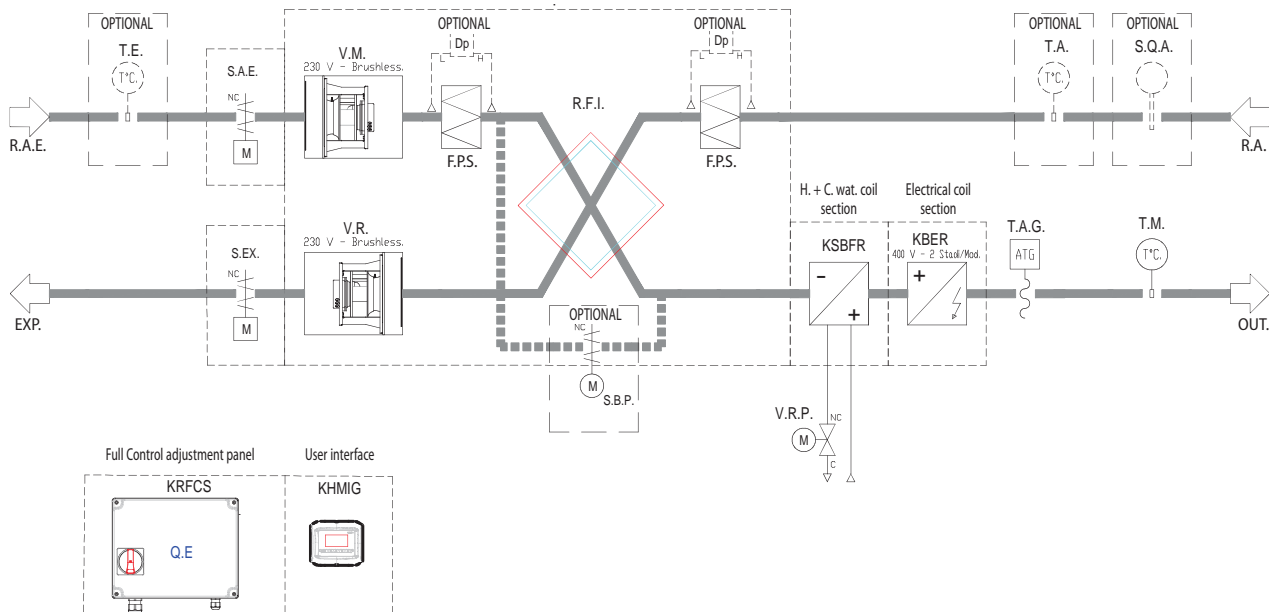 OPTIONAL
T.E.
T°C.
S.A.E.
NC
M
V.M.
230 V - Brushless.
OPTIONAL
Dp
L
H
F.P.S.
R.F.I.
OPTIONAL
Dp
L
H
F.P.S.
OPTIONAL
T.A.
T°C.
OPTIONAL
S.Q.A.
R.A.E.
R.A.
S.EX.
NC
M
V.R.
230 V - Brushless.
OPTIONAL
NC
M
S.B.P.
H. + C. wat. coil
section
KSBFR
-
+
Electrical coil
section
KBER
400 V - 2 Stadi/Mod.
+
T.A.G.
ATG
T.M.
T°C.
EXP.
OUT.
V.R.P.
NC
M
C
Full Control adjustment panel
KRFCS
Q.E
User interface
KHMIG